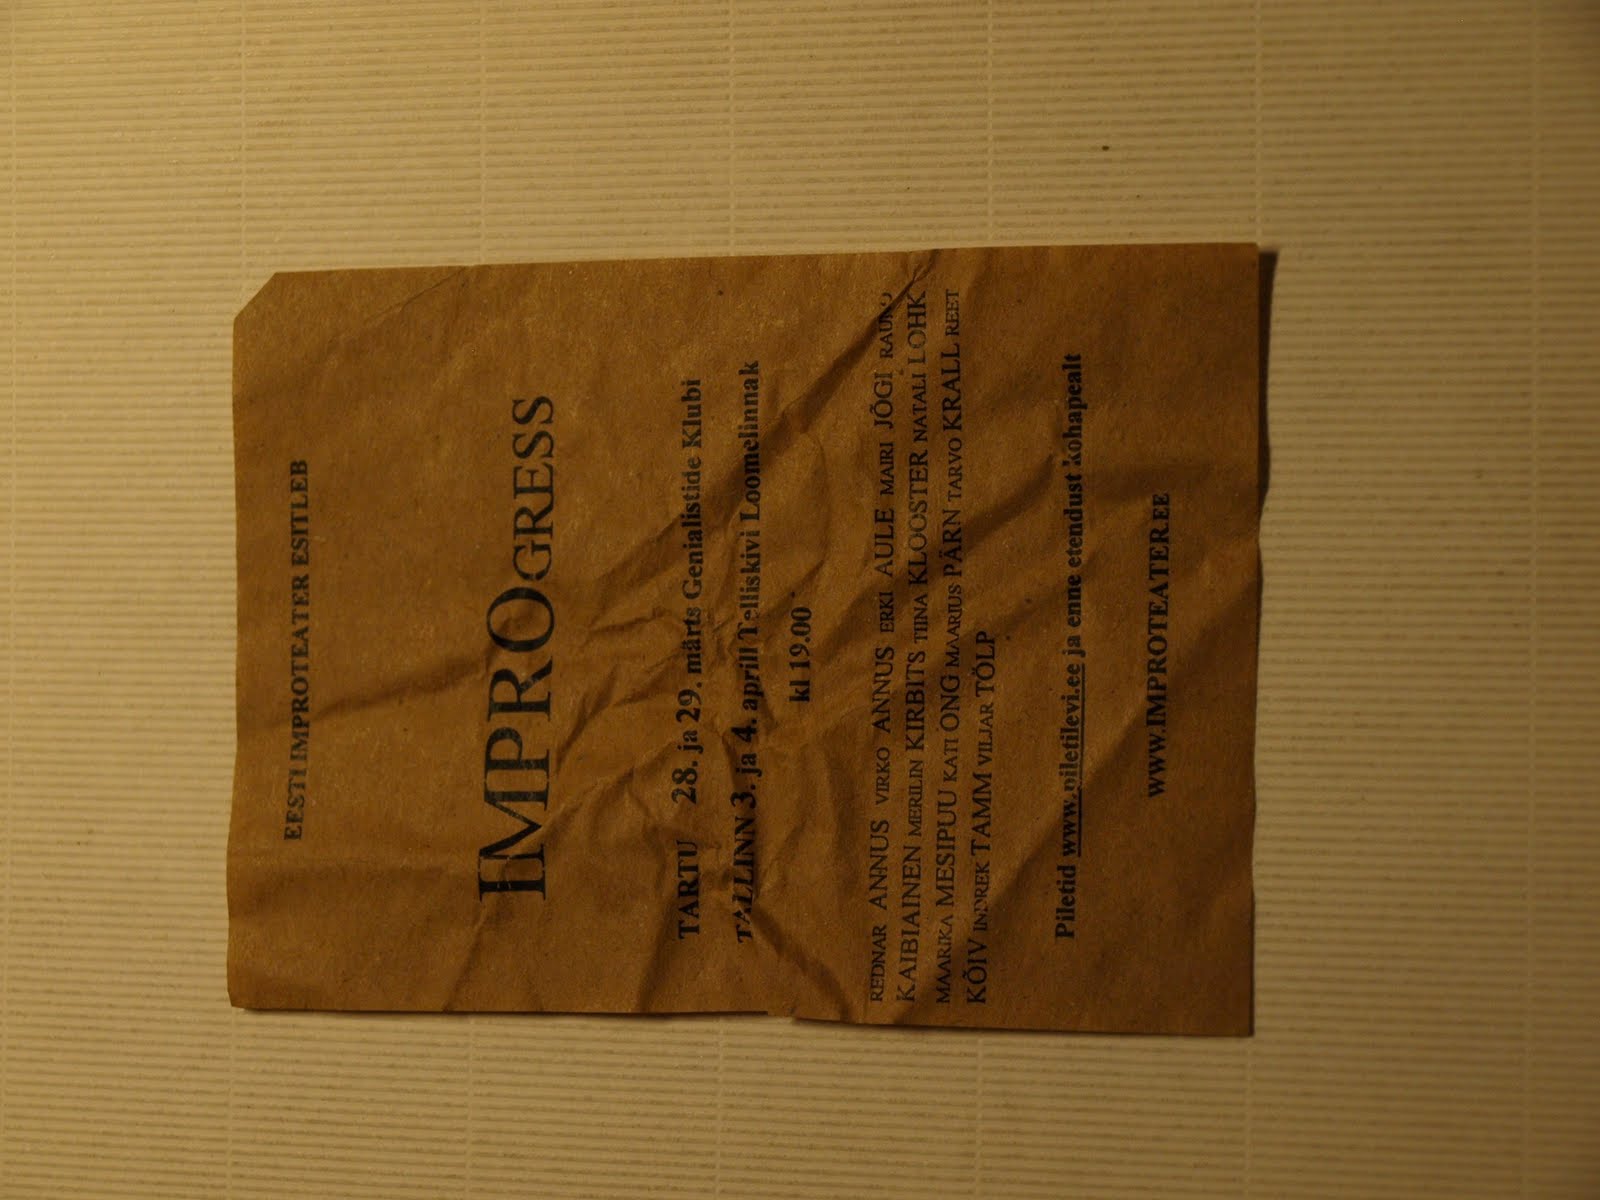 EESTI IMPROTEATER ESITLEB
IMPROGRESS
TARTU 28. ja 29. märts Genialistide Klubi
TALLINN 3. ja 4. aprill Telliskivi Loomelinnak
kl 19.00
REDNAR ANNUS VIRKO ANNUS ERKI AULE MAIRI JÕGI RAUNO
KAIBIAINEN MERILIN KIRBITS TIINA KLOOSTER NATALI LOHK
MAARIKA MESIPUU KATI ONG MAARIUS PÄRN TARVO KRALL REET
KÕIV INDREK TAMM VILJAR TÕLP
Piletid www.piletilevi.ee ja enne etendust kohapealt
WWW.IMPROTEATER.EE